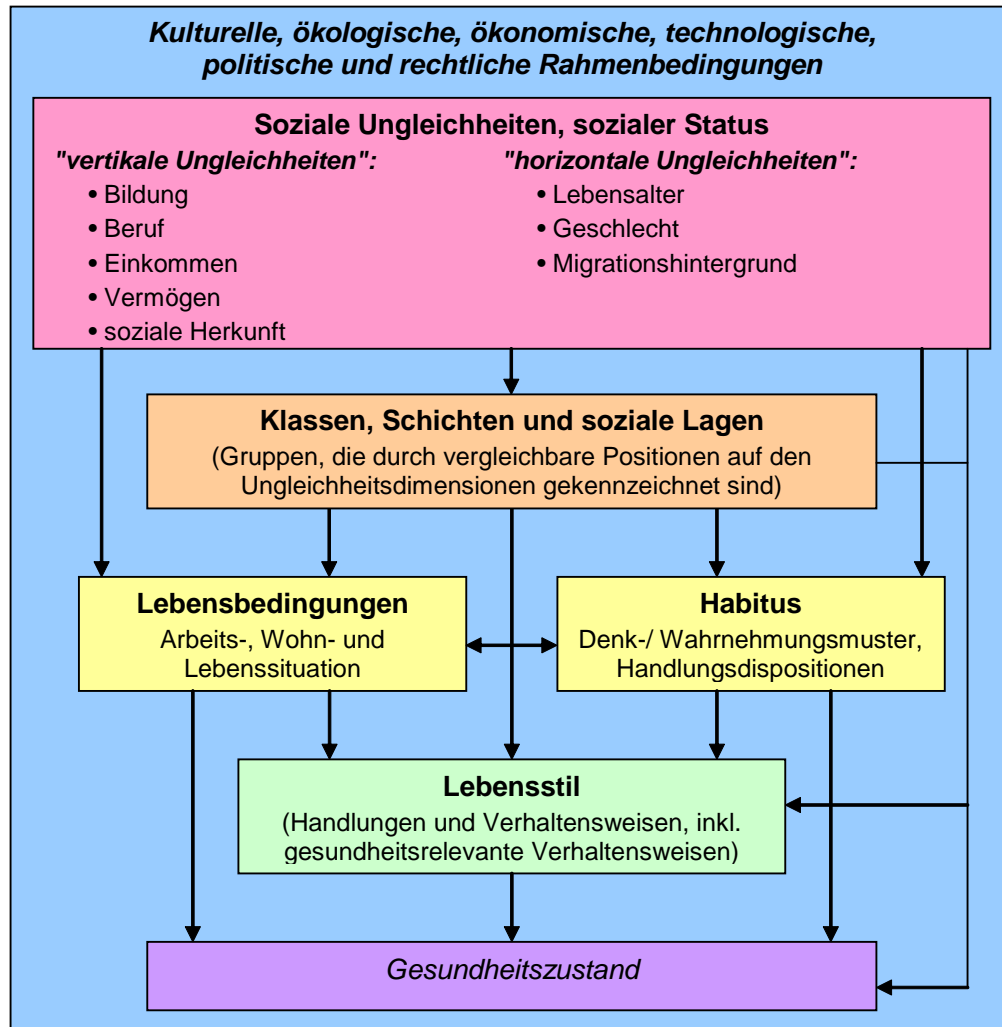 Kulturelle, ökologische, ökonomische, technologische,
politische und rechtliche Rahmenbedingungen
Soziale Ungleichheiten, sozialer Status
"vertikale Ungleichheiten":
• Bildung
• Beruf
• Einkommen
• Vermögen
• soziale Herkunft
"horizontale Ungleichheiten":
• Lebensalter
• Geschlecht
• Migrationshintergrund
Klassen, Schichten und soziale Lagen
(Gruppen, die durch vergleichbare Positionen auf den
Ungleichheitsdimensionen gekennzeichnet sind)
Lebensbedingungen
Arbeits-, Wohn- und
Lebenssituation
Habitus
Denk-/ Wahrnehmungsmuster,
Handlungsdispositionen
Lebensstil
(Handlungen und Verhaltensweisen, inkl.
gesundheitsrelevante Verhaltensweisen)
Gesundheitszustand